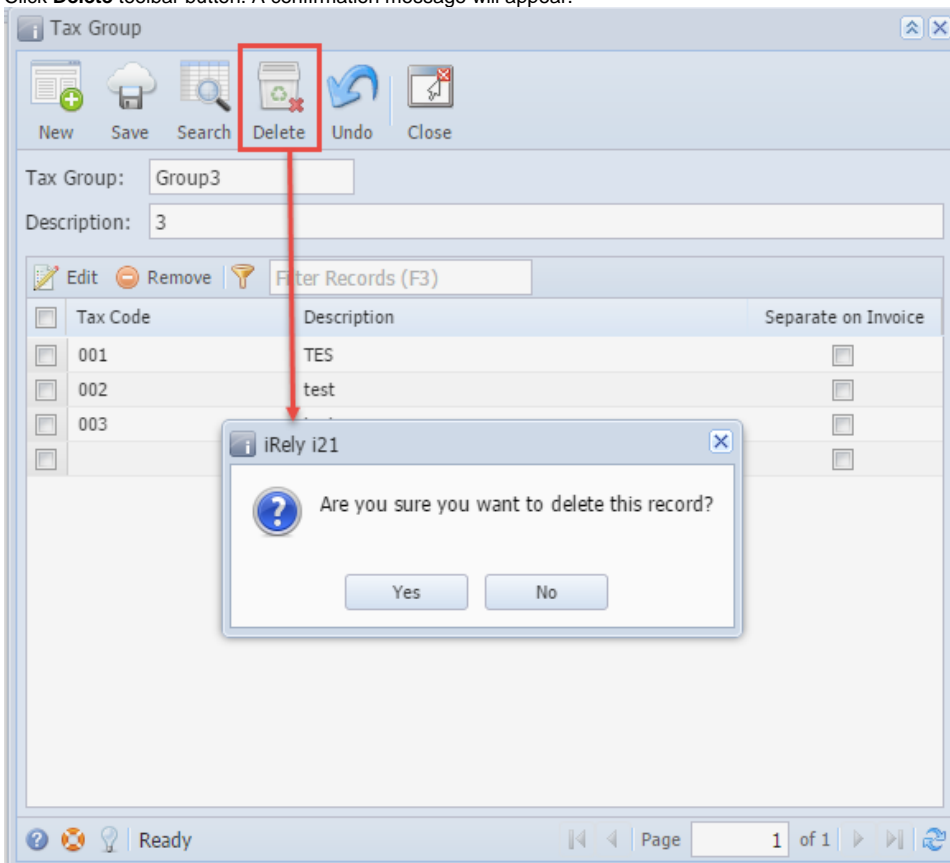 Click Delete toolbar button. A confirmation message will appear.
Tax Group
New Save Search Delete Undo Close
Tax Group: Group3
Description: 3
Edit Remove Filter Records (F3)
Tax Code Description Separate on Invoice
001 TES
002 test
003
iRely i21
Are you sure you want to delete this record?
Yes No
Ready Page 1 of 1